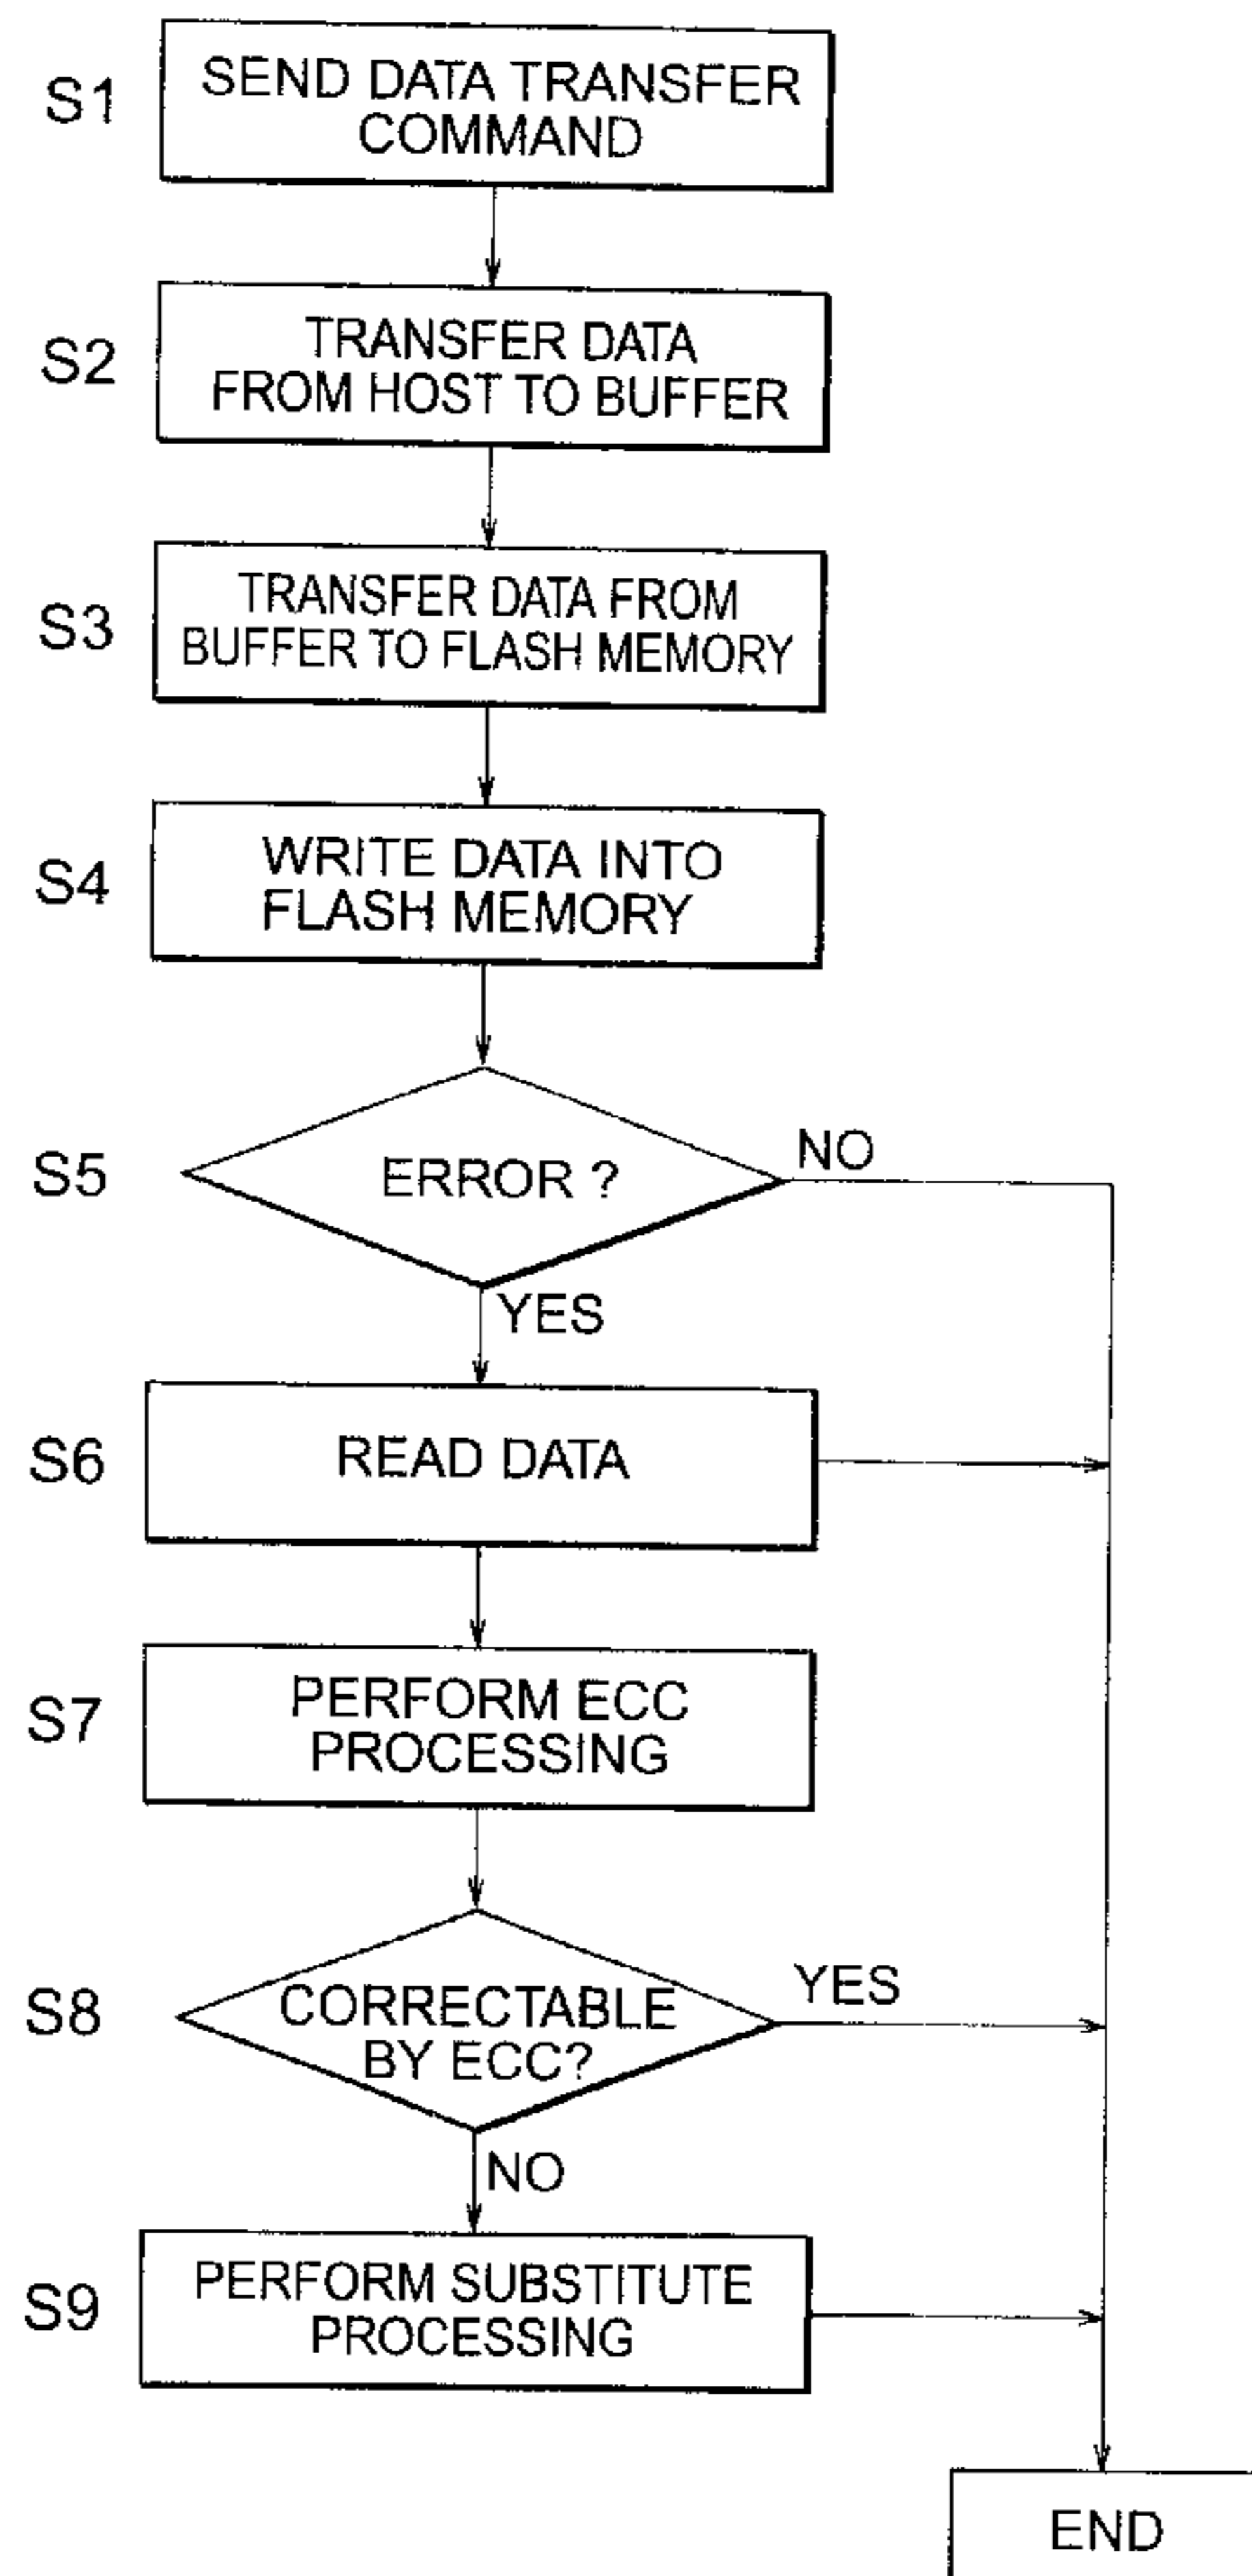 S1
SEND DATA TRANSFER
COMMAND
S2
TRANSFER DATA
FROM HOST TO BUFFER
S3
TRANSFER DATA FROM
BUFFER TO FLASH MEMORY
S4
WRITE DATA INTO
FLASH MEMORY
S5
ERROR ?
NO
YES
S6
READ DATA
S7
PERFORM ECC
PROCESSING
S8
CORRECTABLE
BY ECC?
YES
NO
S9
PERFORM SUBSTITUTE
PROCESSING
END